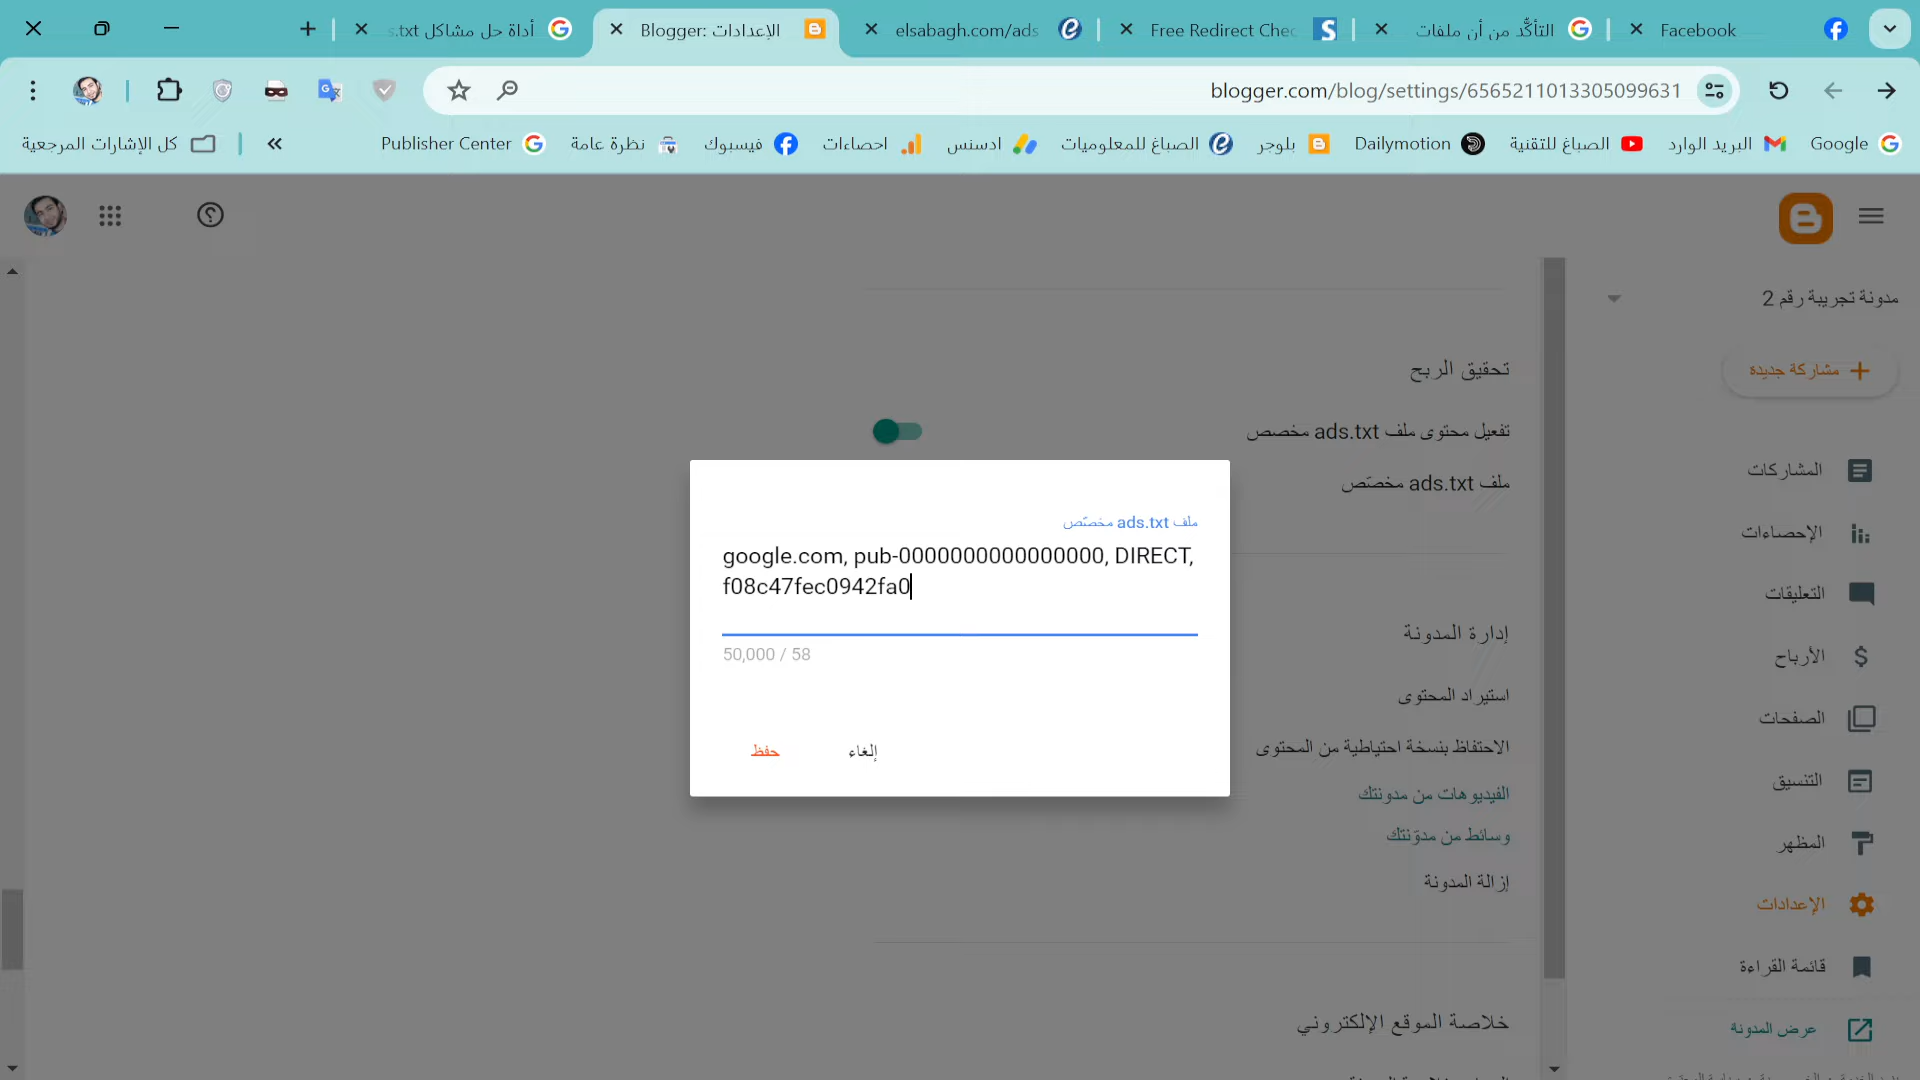 Facebook
التأكُّد من أن ملفات
Free Redirect Chec
elsabagh.com/ads
Blogger: الإعدادات
أداة حل مشاكل s.txt
blogger.com/blog/settings/6565211013305099631
Google
البريد الوارد
الصباغ للتقنية
Dailymotion
بلوجر
الصباغ للمعلوميات
ادسنس
احصاءات
فيسبوك
نظرة عامة
Publisher Center
كل الإشارات المرجعية
مدونة تجريبة رقم 2
مشاركة جديدة
المشاركات
الإحصاءات
التعليقات
الأرباح
الصفحات
التنسيق
المظهر
الإعدادات
قائمة القراءة
عرض المدونة
تحقيق الربح
تفعيل محتوى ملف ads.txt مخصص
ملف ads.txt مخصّص
إدارة المدونة
استيراد المحتوى
الاحتفاظ بنسخة احتياطية من المحتوى
الفيديوهات من مدونتك
وسائط من مدوّنتك
إزالة المدونة
خلاصة الموقع الإلكتروني
ملف ads.txt مخصّص
google.com, pub-0000000000000000, DIRECT,
f08c47fec0942fa0
50,000 / 58
إلغاء
حفظ